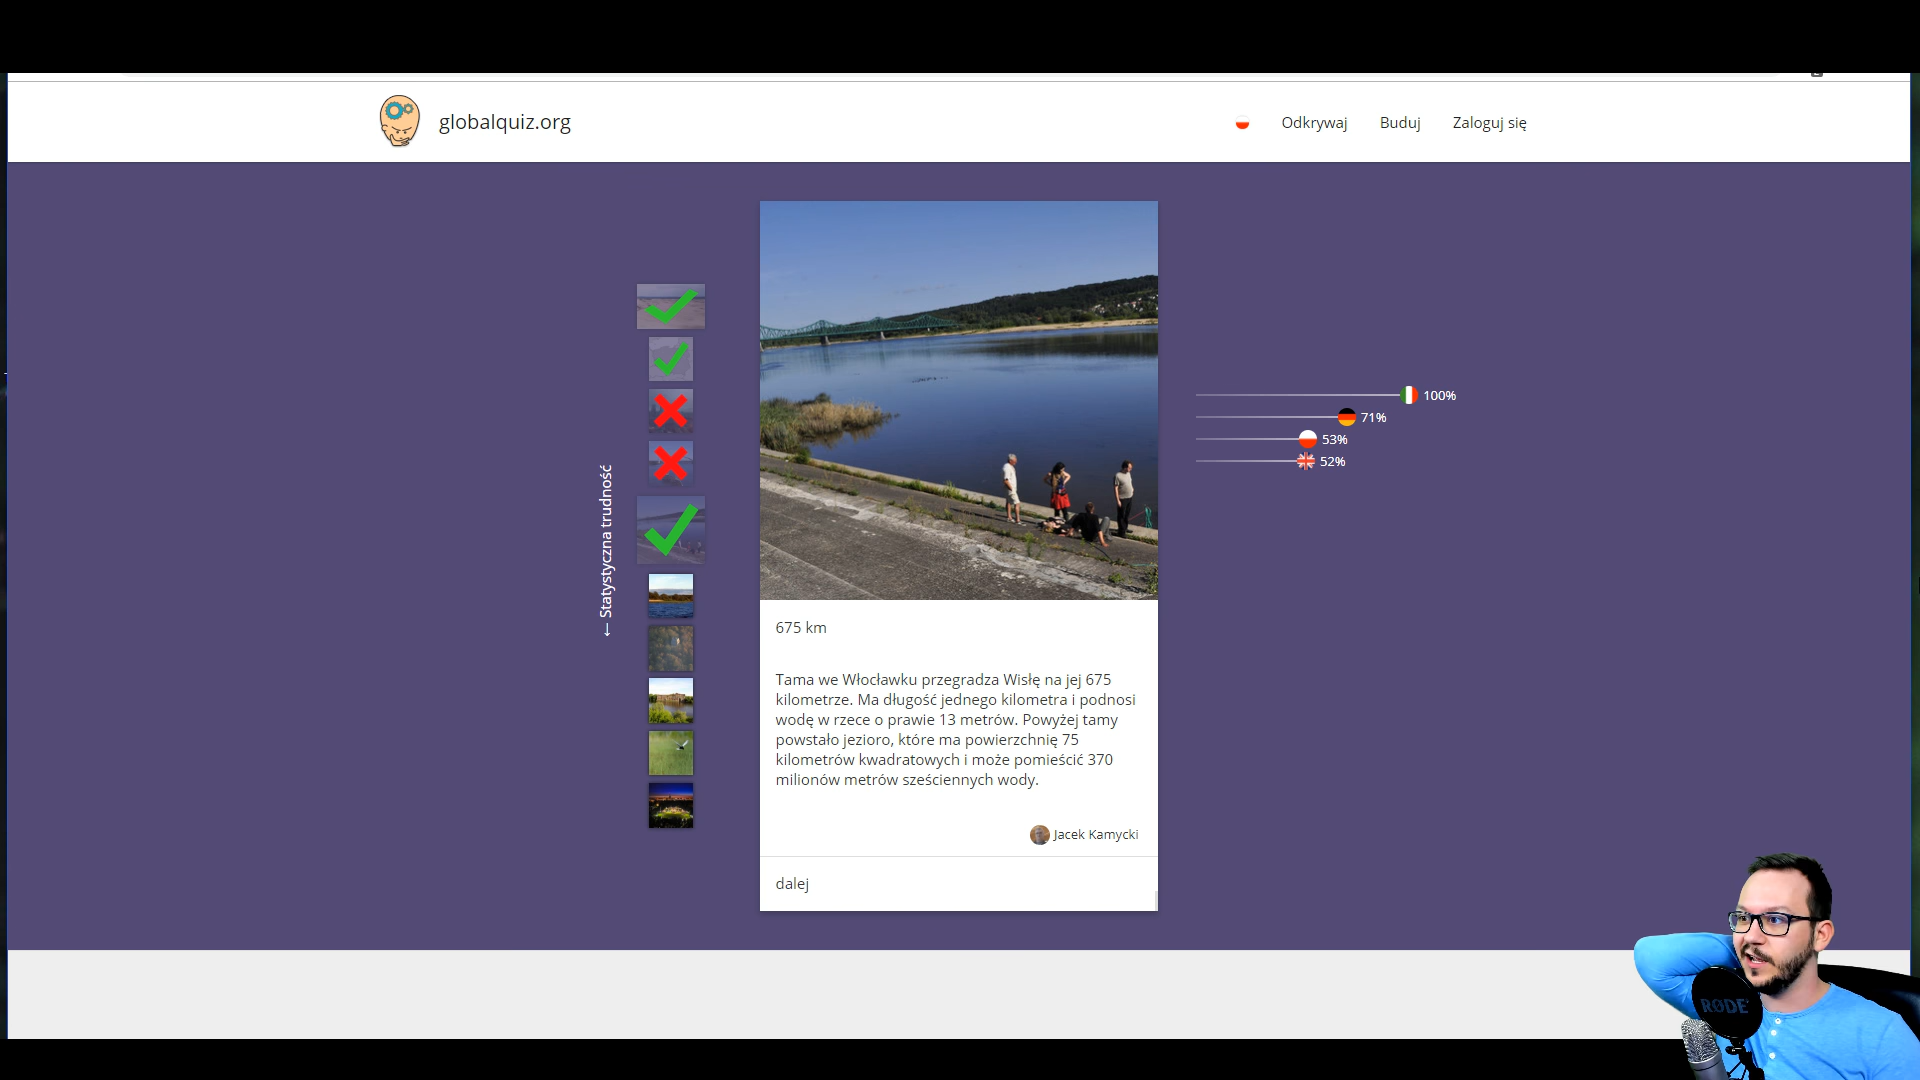 globalquiz.org
Odkrywaj
Buduj
Zaloguj się
← Statystyczna trudność
100%
71%
53%
52%
675 km
Tama we Włocławku przegradza Wisłę na jej 675
kilometrze. Ma długość jednego kilometra i podnosi
wodę w rzece o prawie 13 metrów. Powyżej tamy
powstało jezioro, które ma powierzchnię 75
kilometrów kwadratowych i może pomieścić 370
milionów metrów sześciennych wody.
Jacek Kamycki
dalej
RØDE